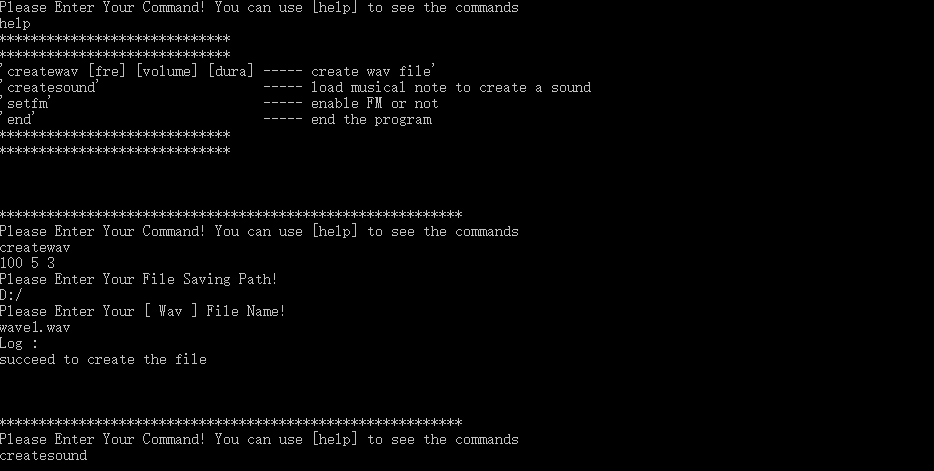 Please Enter Your Command! You can use [help] to see the commands
help
*****************************
*****************************
'createwav [fre] [volume] [dura] ----- create wav file'
'createsound' ----- load musical note to create a sound
'setfm' ----- enable FM or not
'end' ----- end the program
*****************************
*****************************
**********************************************************
Please Enter Your Command! You can use [help] to see the commands
createwav
100 5 3
Please Enter Your File Saving Path!
D:/
Please Enter Your [ Wav ] File Name!
wave1.wav
Log :
succeed to create the file
**********************************************************
Please Enter Your Command! You can use [help] to see the commands
createsound